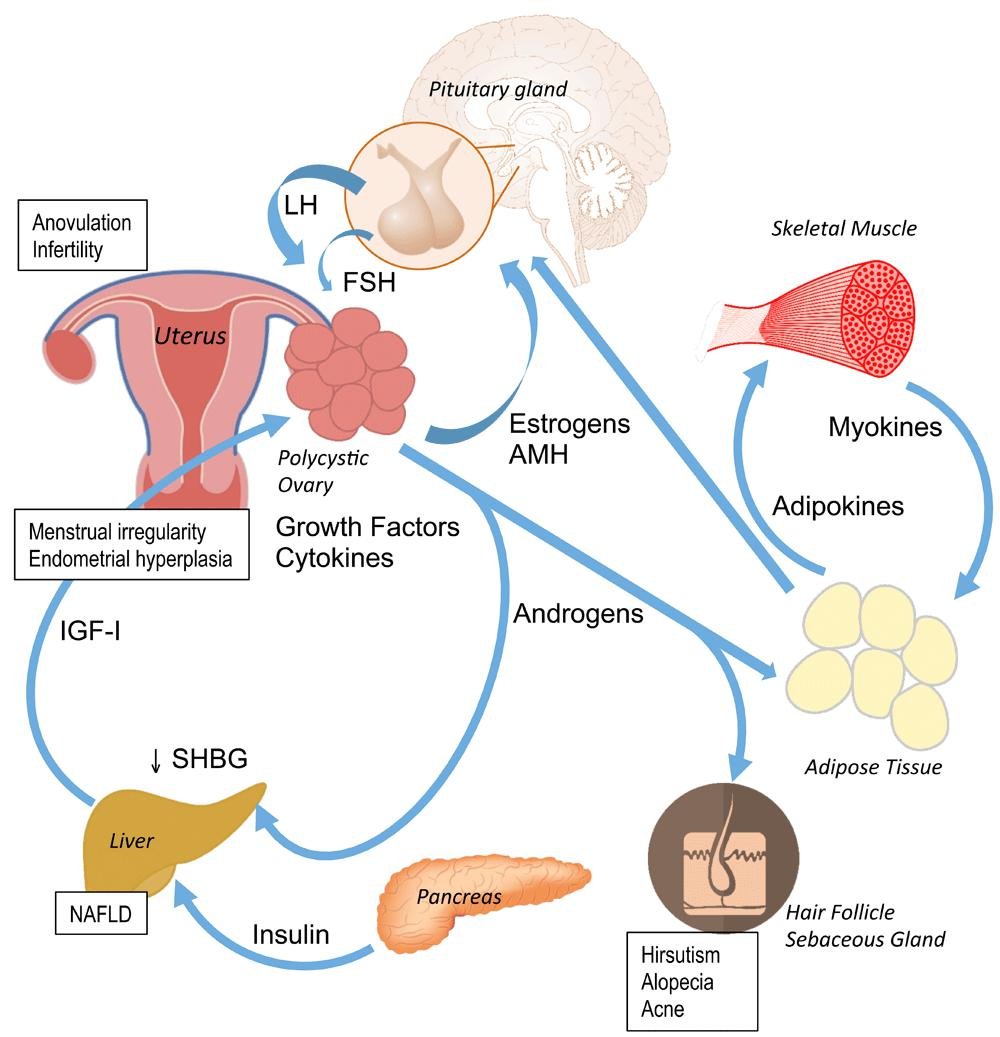 Pituitary gland
LH
FSH
Anovulation
Infertility
Uterus
Skeletal Muscle
Estrogens
AMH
Myokines
Polycystic
Ovary
Adipokines
Menstrual irregularity
Endometrial hyperplasia
Growth Factors
Cytokines
Androgens
IGF-I
↓ SHBG
Adipose Tissue
Liver
NAFLD
Pancreas
Insulin
Hair Follicle
Sebaceous Gland
Hirsutism
Alopecia
Acne